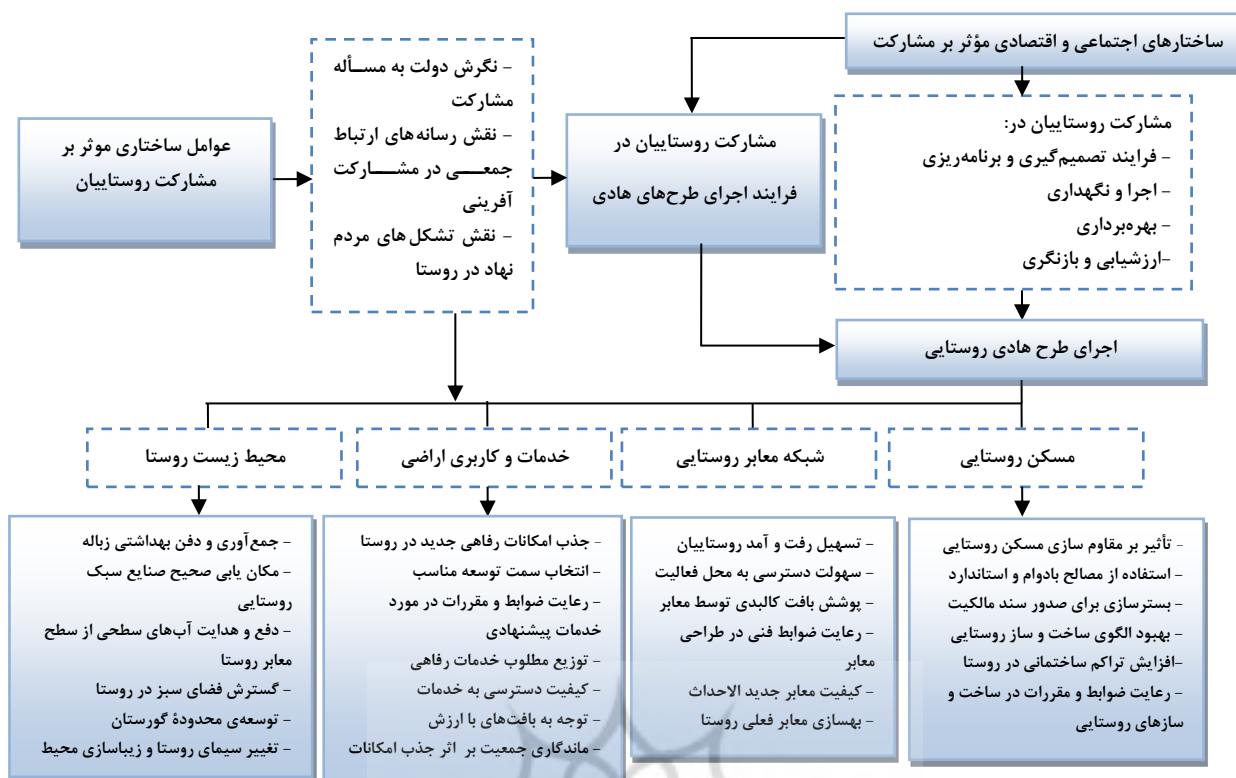 ساختارهای اجتماعی و اقتصادی مؤثر بر مشارکت
مشارکت روستاییان در:
- فرایند تصمیم‌گیری و برنامه‌ریزی
- اجرا و نگهداری
- بهره‌برداری
-ارزشیابی و بازنگری
مشارکت روستاییان در
فرایند اجرای طرح‌های هادی
- نگرش دولت به مسـأله
مشارکت
- نقش رسانه‌های ارتباط
جمعـــی در مشـــارکت
آفرینی
- نقش تشکل‌های مردم
نهاد در روستا
عوامل ساختاری موثر بر
مشارکت روستاییان
اجرای طرح هادی روستایی
مسکن روستایی
شبکه معابر روستایی
خدمات و کاربری اراضی
محیط زیست روستا
- تأثیر بر مقاوم سازی مسکن روستایی
- استفاده از مصالح بادوام و استاندارد
- بسترسازی برای صدور سند مالکیت
- بهبود الگوی ساخت و ساز روستایی
-افزایش تراکم ساختمانی در روستا
- رعایت ضوابط و مقررات در ساخت و
سازهای روستایی
- تسهیل رفت و آمد روستاییان
- سهولت دسترسی به محل فعالیت
- پوشش بافت کالبدی توسط معابر
- رعایت ضوابط فنی در طراحی
معابر
- کیفیت معابر جدید الاحداث
- بهسازی معابر فعلی روستا
- جذب امکانات رفاهی جدید در روستا
- انتخاب سمت توسعه مناسب
- رعایت ضوابط و مقررات در مورد
خدمات پیشنهادی
- توزیع مطلوب خدمات رفاهی
- کیفیت دسترسی به خدمات
- توجه به بافت‌های با ارزش
- ماندگاری جمعیت بر اثر جذب امکانات
- جمع‌آوری و دفن بهداشتی زباله
- مکان یابی صحیح صنایع سبک
روستایی
- دفع و هدایت آب‌های سطحی از سطح
معابر روستا
- گسترش فضای سبز در روستا
- توسعه‌ی محدودۀ گورستان
- تغییر سیمای روستا و زیباسازی محیط